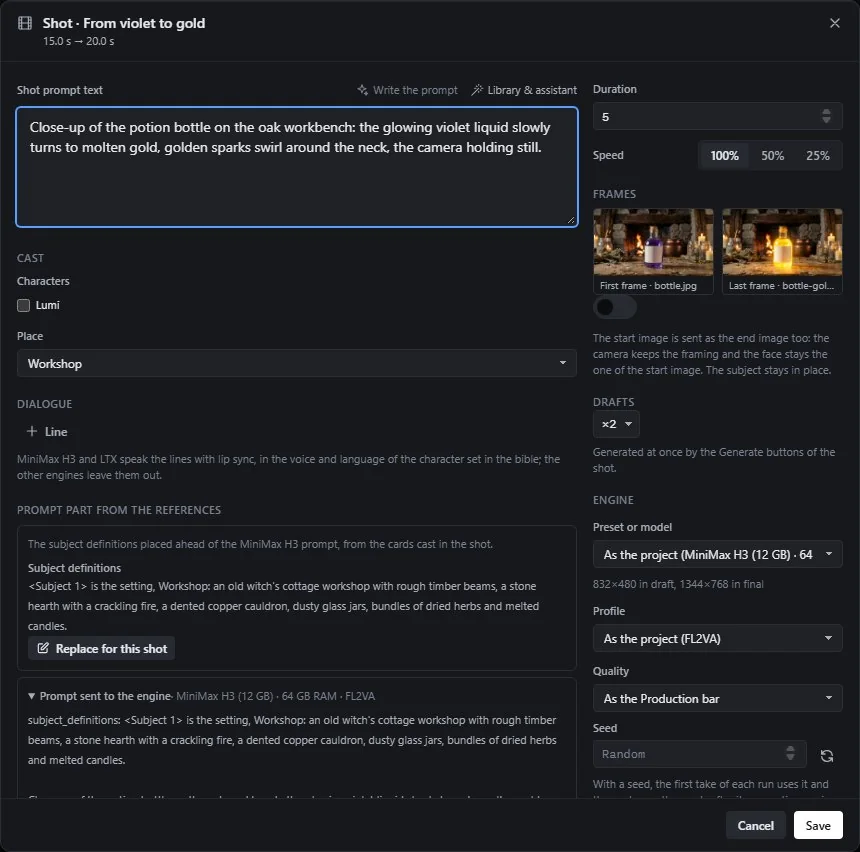 Shot · From violet to gold
15.0 s → 20.0 s
Shot prompt text
Write the prompt
Library & assistant
Close-up of the potion bottle on the oak workbench: the glowing violet liquid slowly
turns to molten gold, golden sparks swirl around the neck, the camera holding still.
CAST
Characters
Lumi
Place
Workshop
DIALOGUE
+ Line
MiniMax H3 and LTX speak the lines with lip sync, in the voice and language of the character set in the bible; the
other engines leave them out.
PROMPT PART FROM THE REFERENCES
The subject definitions placed ahead of the MiniMax H3 prompt, from the cards cast in the shot.
Subject definitions
<Subject 1> is the setting, Workshop: an old witch's cottage workshop with rough timber beams, a stone
hearth with a crackling fire, a dented copper cauldron, dusty glass jars, bundles of dried herbs and melted
candles.
Replace for this shot
Prompt sent to the engine· MiniMax H3 (12 GB) · 64 GB RAM · FL2VA
subject_definitions: <Subject 1> is the setting, Workshop: an old witch's cottage workshop with rough timber
beams, a stone hearth with a crackling fire, a dented copper cauldron, dusty glass jars, bundles of dried herbs
and melted candles.
Duration
5
Speed
100%
50%
25%
FRAMES
First frame · bottle.jpg
Last frame · bottle-gol...
The start image is sent as the end image too: the
camera keeps the framing and the face stays the
one of the start image. The subject stays in place.
DRAFTS
×2
Generated at once by the Generate buttons of the
shot.
ENGINE
Preset or model
As the project (MiniMax H3 (12 GB) · 64
832×480 in draft, 1344×768 in final
Profile
As the project (FL2VA)
Quality
As the Production bar
Seed
Random
With a seed, the first take of each run uses it and
Cancel
Save